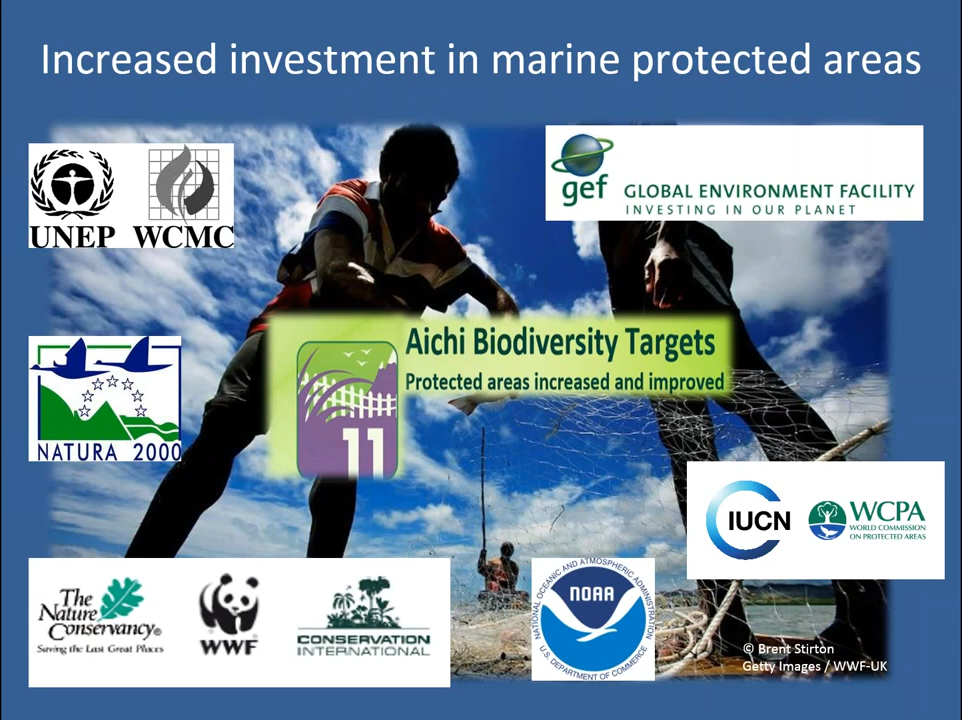 Increased investment in marine protected areas
UNEP WCMC
gef
GLOBAL ENVIRONMENT FACILITY
INVESTING IN OUR PLANET
Aichi Biodiversity Targets
Protected areas increased and improved
11
NATURA 2000
IUCN
WCPA
WORLD COMMISSION
ON PROTECTED AREAS
The
Nature
Conservancy®
Saving the Last Great Places
WWF
CONSERVATION
INTERNATIONAL
NATIONAL OCEANIC AND ATMOSPHERIC ADMINISTRATION
NOAA
U.S. DEPARTMENT OF COMMERCE
© Brent Stirton
Getty Images / WWF-UK